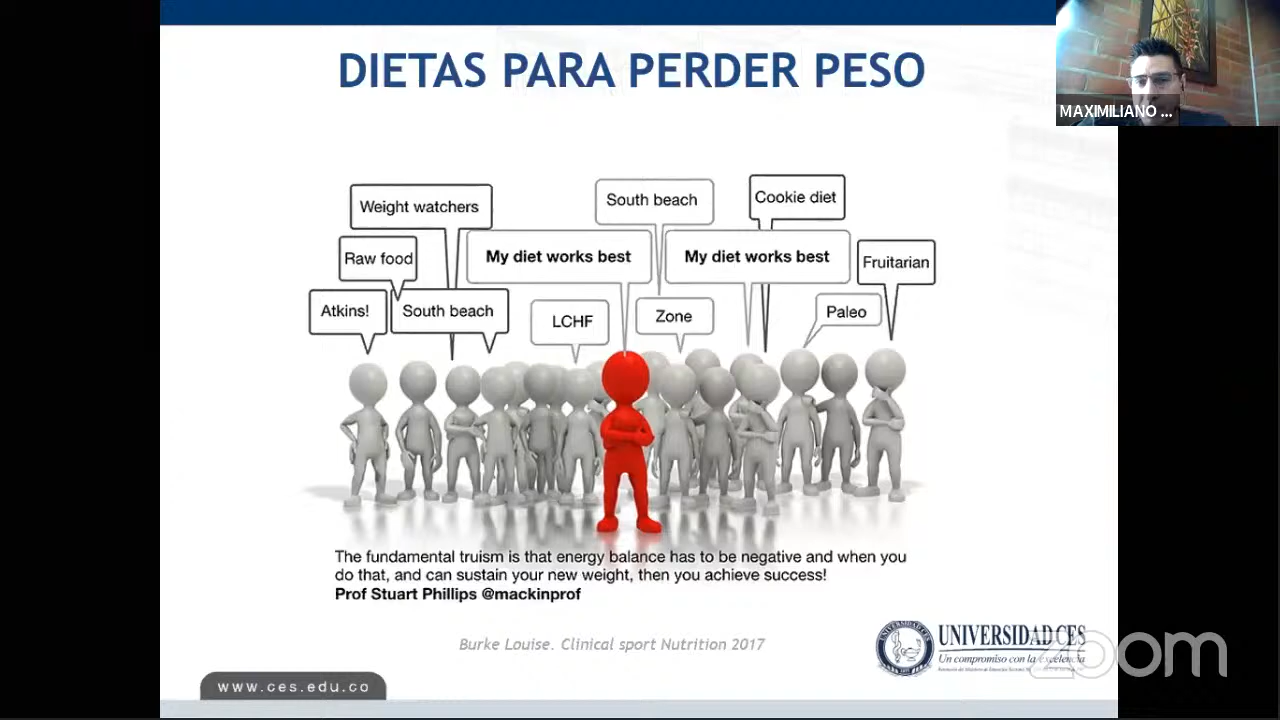 DIETAS PARA PERDER PESO
MAXIMILIANO ...
Weight watchers
South beach
Cookie diet
Raw food
My diet works best
My diet works best
Fruitarian
Atkins!
South beach
LCHF
Zone
Paleo
The fundamental truism is that energy balance has to be negative and when you
do that, and can sustain your new weight, then you achieve success!
Prof Stuart Phillips @mackinprof
Burke Louise. Clinical sport Nutrition 2017
UNIVERSIDAD CES
Un compromiso con la excelencia
zoom
www.ces.edu.co